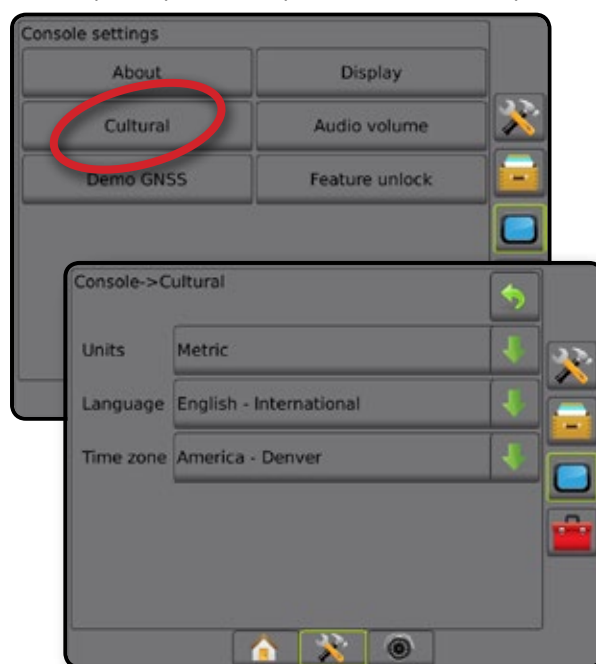 Console settings
About Display
Cultural Audio volume
Demo GNSS Feature unlock
Console->Cultural
Units Metric
Language English - International
Time zone America - Denver